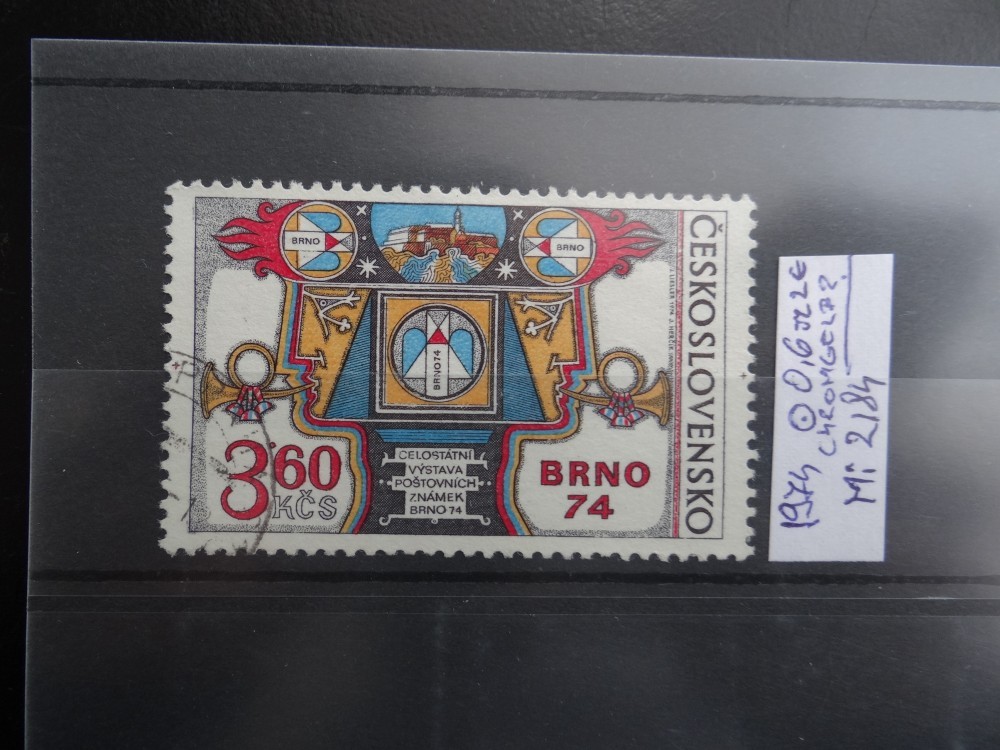 BRNO
BRNO
BRNO 74
3.60
KČS
CELOSTÁTNÍ
VÝSTAVA
POŠTOVNÍCH
ZNÁMEK
BRNO 74
BRNO
74
ČESKOSLOVENSKO
1974
CHROMGELB?
Mi 2184